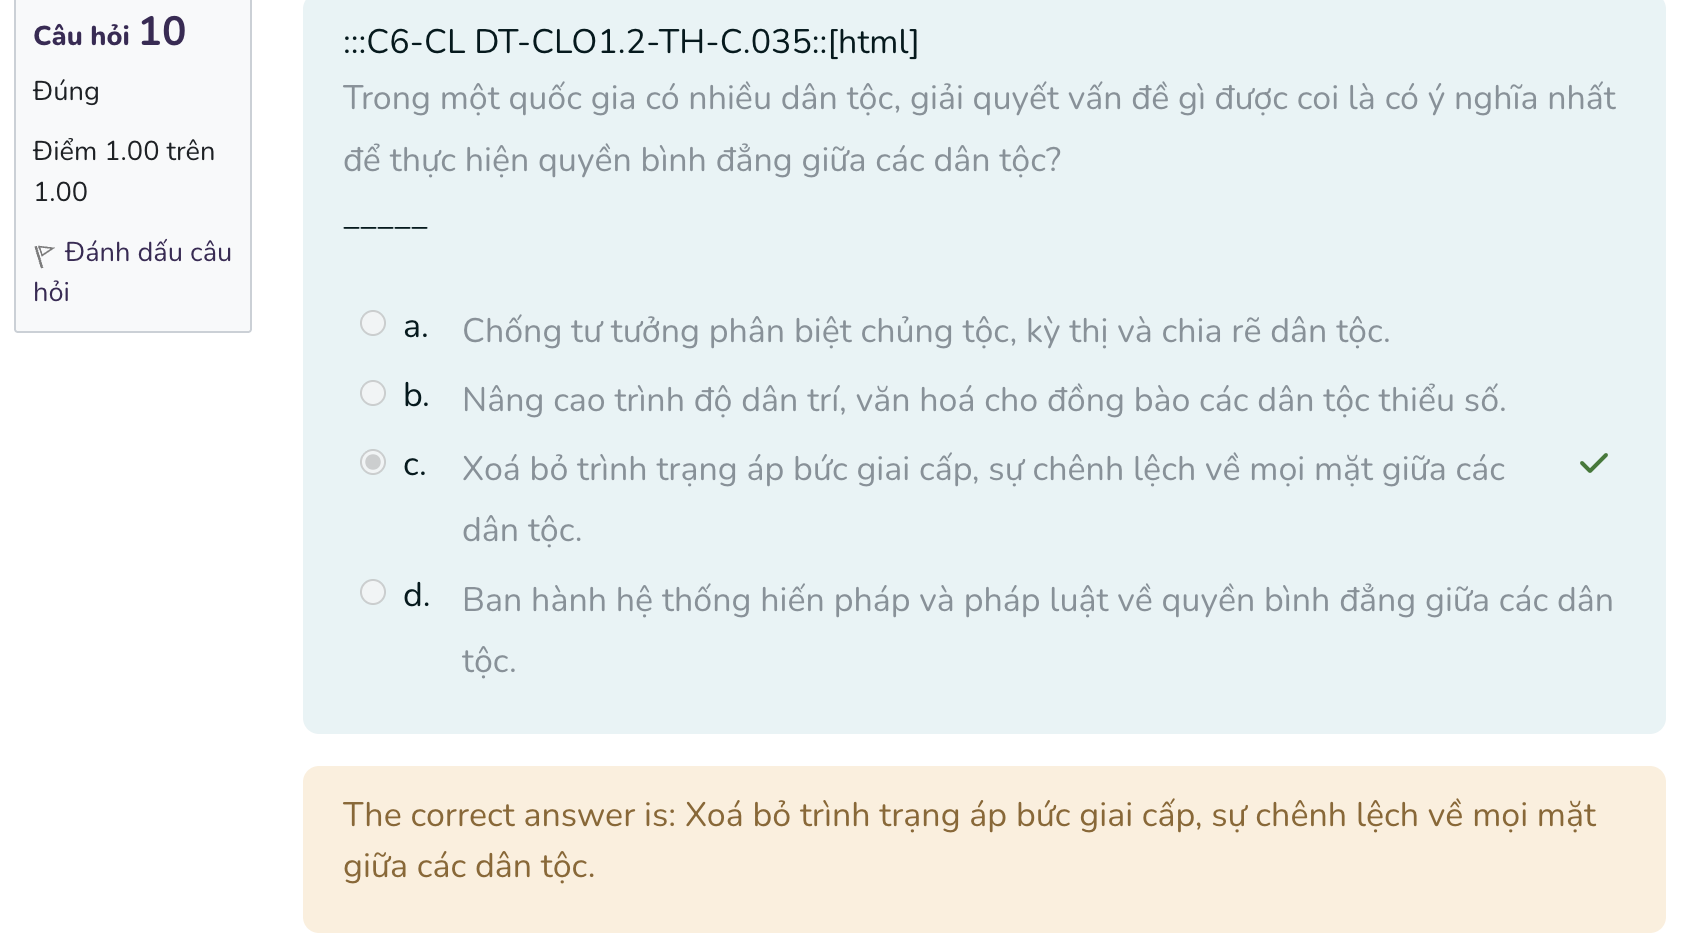 Câu hỏi 10
Đúng
Điểm 1.00 trên
1.00
Đánh dấu câu
hỏi
:::C6-CL DT-CLO1.2-TH-C.035::[html]
Trong một quốc gia có nhiều dân tộc, giải quyết vấn đề gì được coi là có ý nghĩa nhất
để thực hiện quyền bình đẳng giữa các dân tộc?
_____
a. Chống tư tưởng phân biệt chủng tộc, kỳ thị và chia rẽ dân tộc.
b. Nâng cao trình độ dân trí, văn hoá cho đồng bào các dân tộc thiểu số.
c. Xoá bỏ trình trạng áp bức giai cấp, sự chênh lệch về mọi mặt giữa các
dân tộc.
d. Ban hành hệ thống hiến pháp và pháp luật về quyền bình đẳng giữa các dân
tộc.
The correct answer is: Xoá bỏ trình trạng áp bức giai cấp, sự chênh lệch về mọi mặt
giữa các dân tộc.